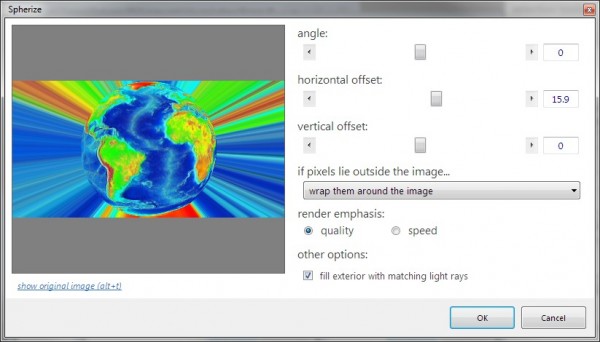 Spherize
angle:
0
horizontal offset:
15.9
vertical offset:
0
if pixels lie outside the image...
wrap them around the image
render emphasis:
quality speed
other options:
fill exterior with matching light rays
show original image (alt+t)
OK Cancel